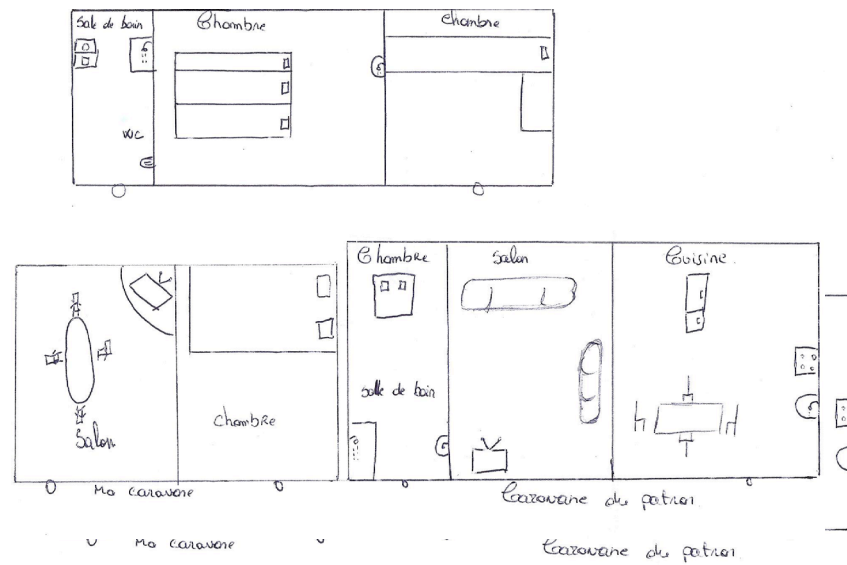 Salle de bain
Chambre
chambre
WC
Chambre
Salon
Cuisine
Salle de bain
Salon
chambre
Ma caravane
Caravane du patron
Ma caravane
Caravane du patron